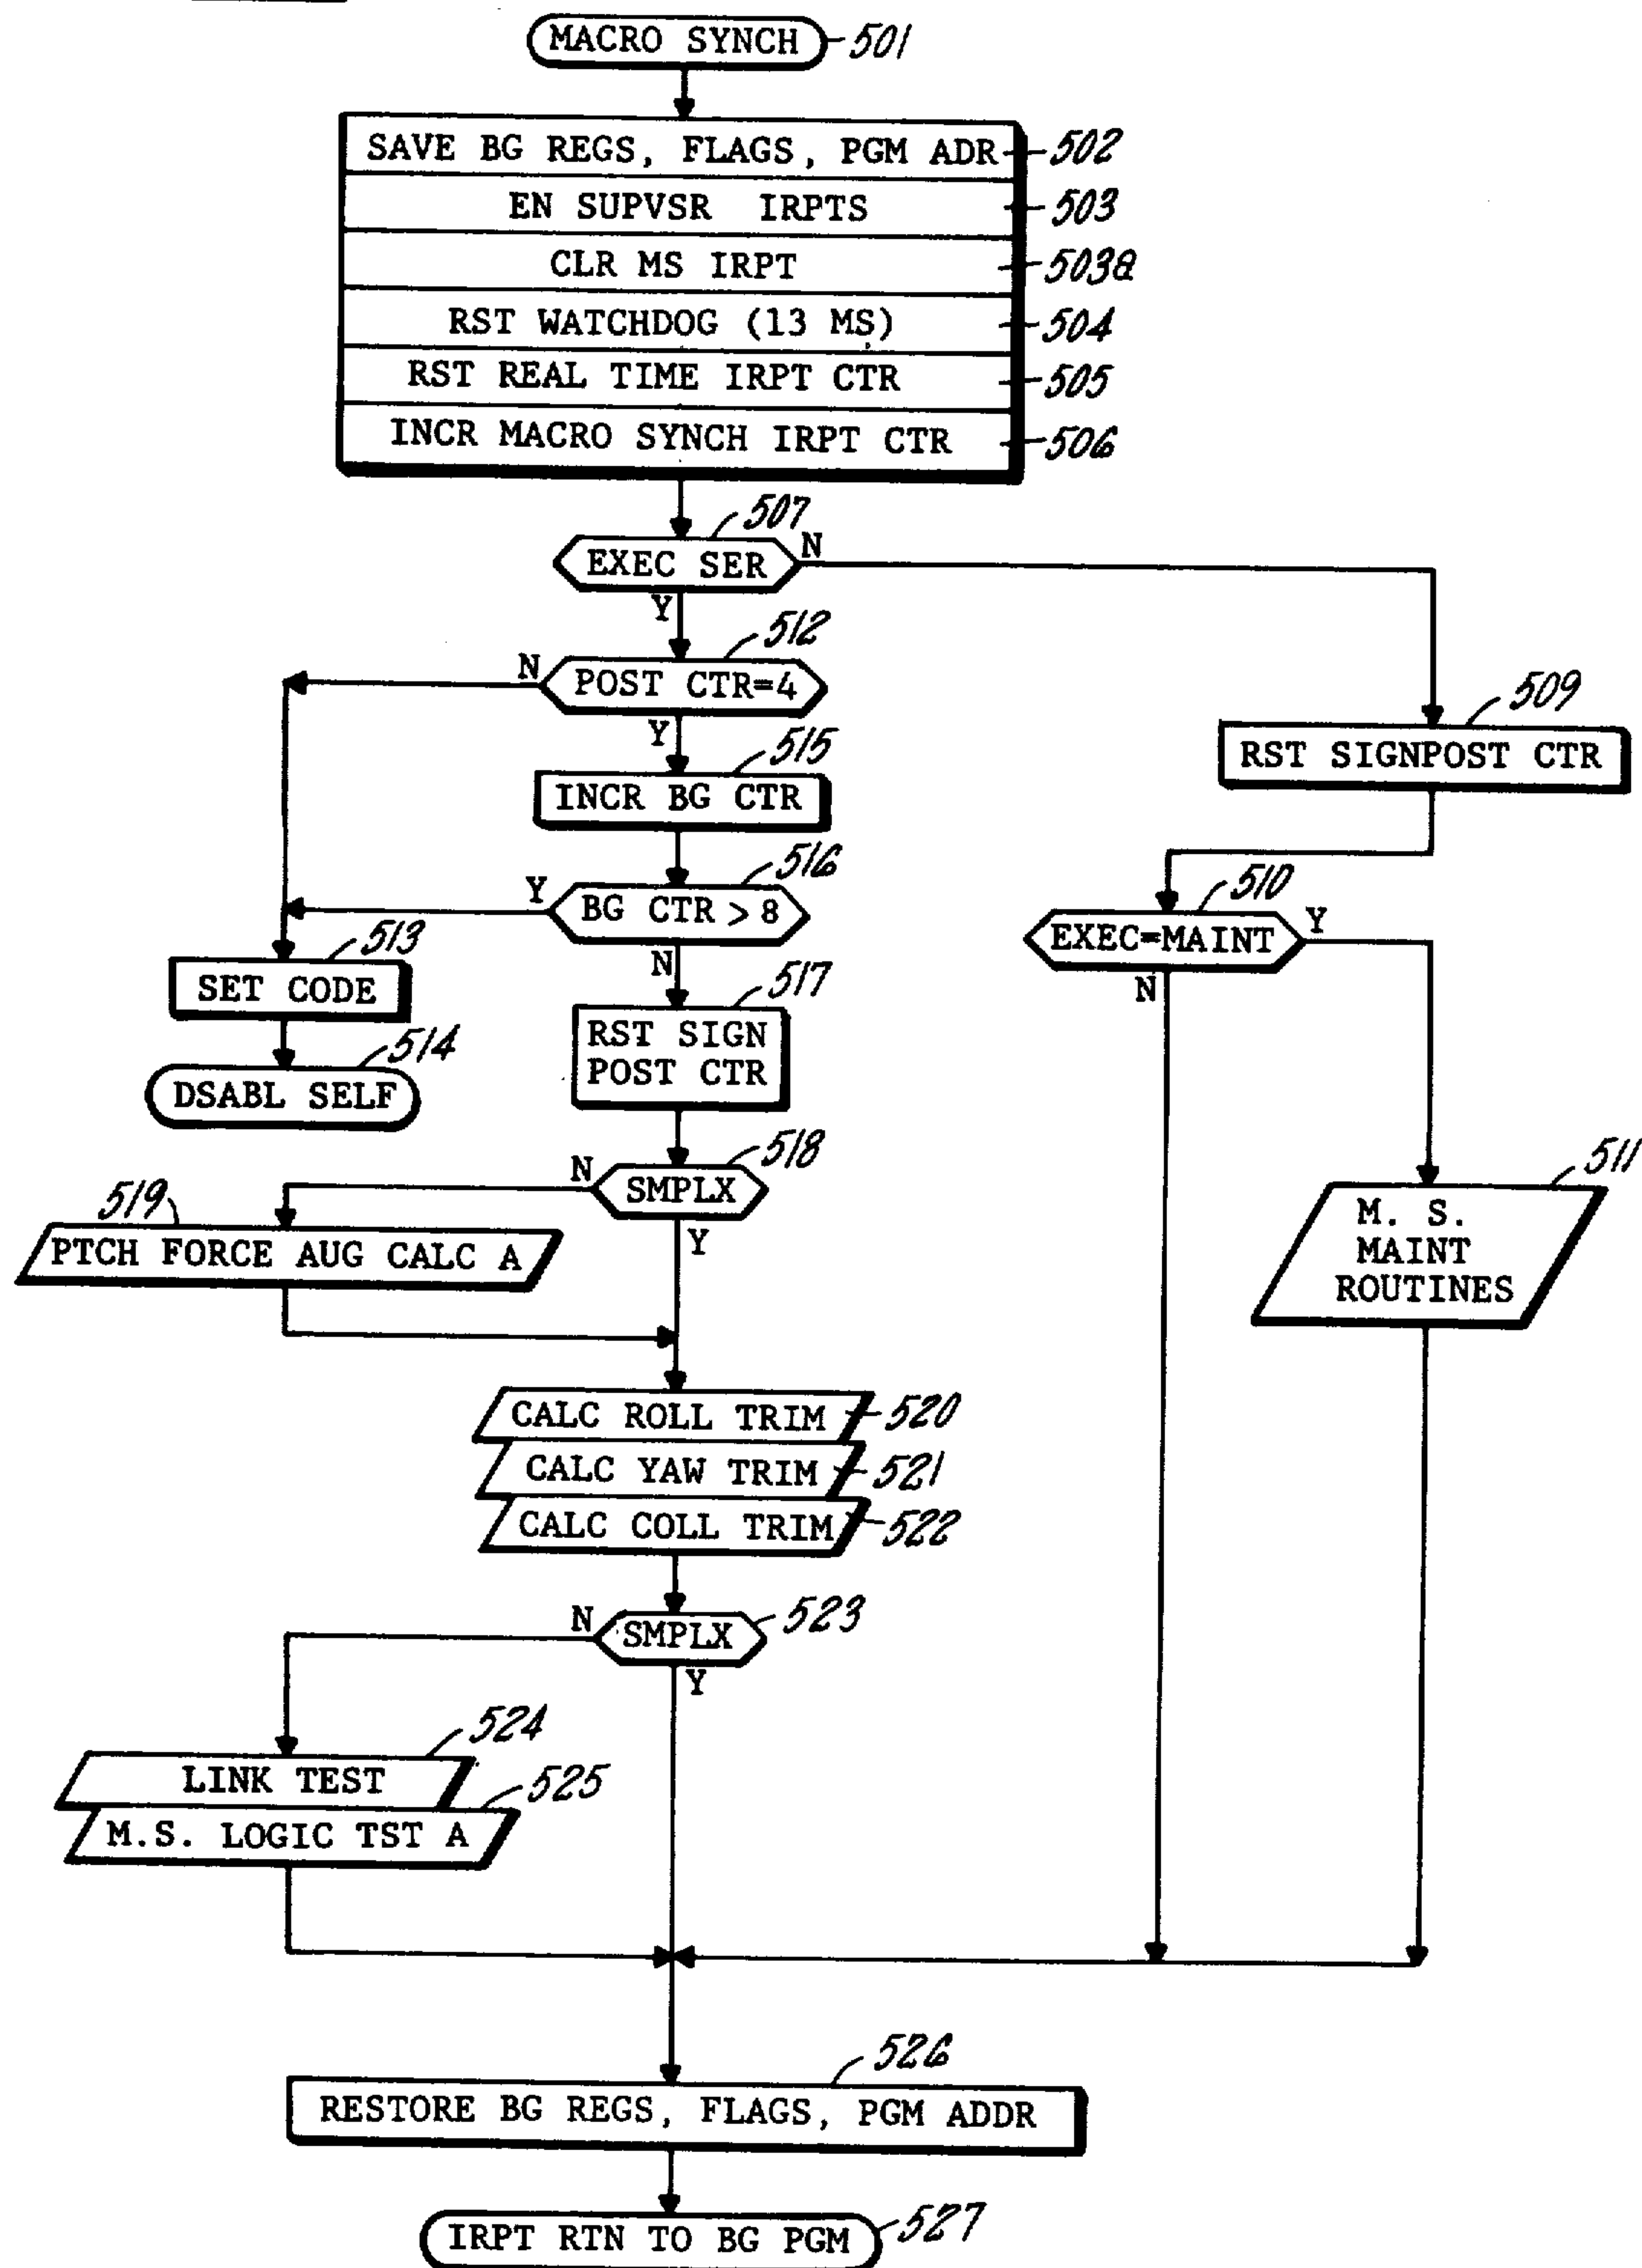 MACRO SYNCH 501
SAVE BG REGS, FLAGS, PGM ADR 502
EN SUPVSR IRPTS 503
CLR MS IRPT 503a
RST WATCHDOG (13 MS) 504
RST REAL TIME IRPT CTR 505
INCR MACRO SYNCH IRPT CTR 506
507
EXEC SER
N
Y
512
POST CTR=4
N
Y
509
RST SIGNPOST CTR
515
INCR BG CTR
516
BG CTR > 8
Y
N
510
EXEC=MAINT
Y
N
513
SET CODE
514
DSABL SELF
517
RST SIGN
POST CTR
518
SMPLX
N
Y
511
M. S.
MAINT
ROUTINES
519
PTCH FORCE AUG CALC A
CALC ROLL TRIM 520
CALC YAW TRIM 521
CALC COLL TRIM 522
SMPLX 523
N
Y
524
LINK TEST
525
M.S. LOGIC TST A
526
RESTORE BG REGS, FLAGS, PGM ADDR
IRPT RTN TO BG PGM 527